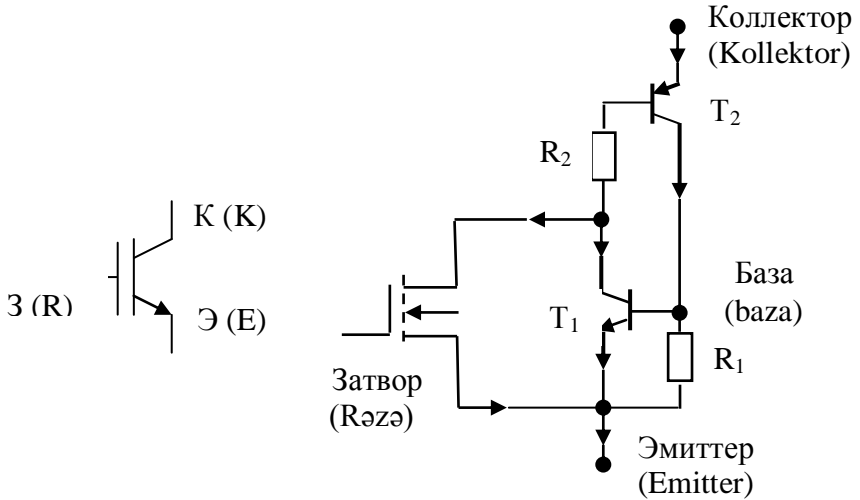 Коллектор
(Kollektor)
T₂
R₂
К (K)
З (R)
Э (E)
База
(baza)
T₁
R₁
Затвор
(Rəzə)
Эмиттер
(Emitter)